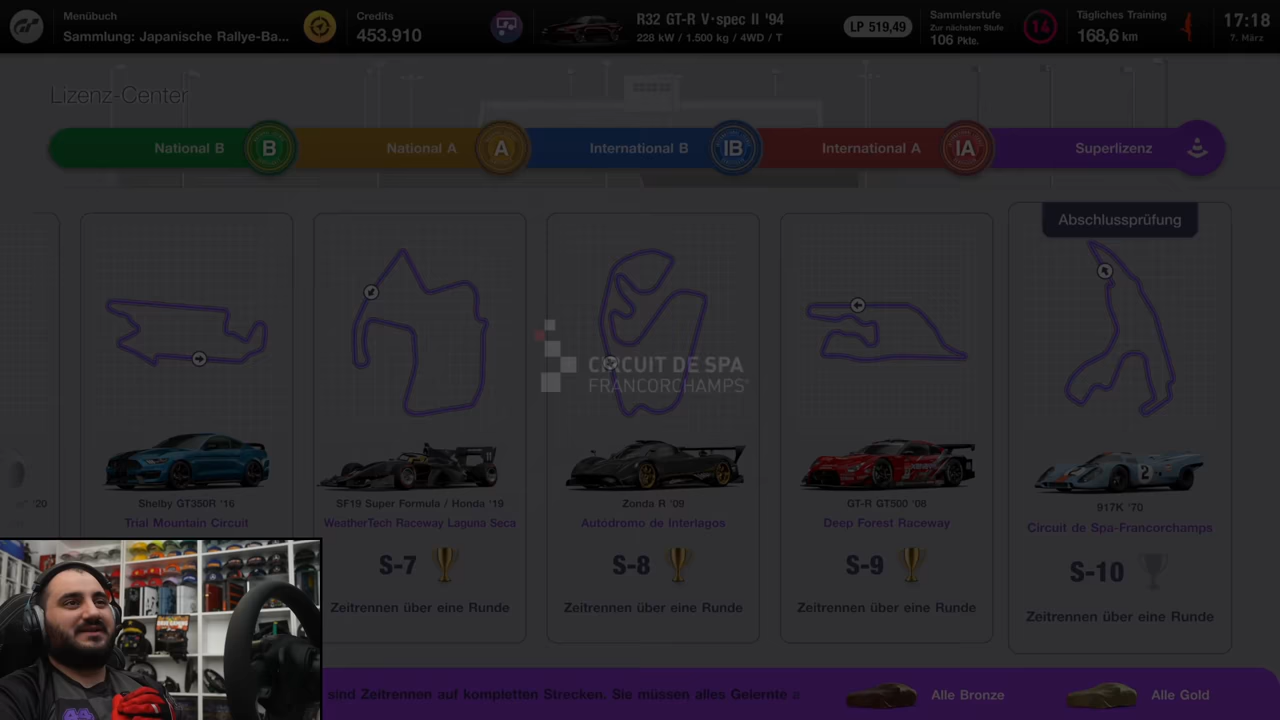 Menübuch
Sammlung: Japanische Rallye-Ba...
Credits
453.910
R32 GT-R V·spec II '94
228 kW / 1.500 kg / 4WD / T
LP 519,49
Sammlerstufe
Zur nächsten Stufe
106 Pkte.
14
Tägliches Training
168,6 km
17:18
7. März
Lizenz-Center
National B
B
National A
A
International B
IB
International A
IA
Superlizenz
Abschlussprüfung
CIRCUIT DE SPA
FRANCORCHAMPS
'20
Shelby GT350R '16
Trial Mountain Circuit
SF19 Super Formula / Honda '19
WeatherTech Raceway Laguna Seca
S-7
Zeitrennen über eine Runde
Zonda R '09
Autódromo de Interlagos
S-8
Zeitrennen über eine Runde
GT-R GT500 '08
Deep Forest Raceway
S-9
Zeitrennen über eine Runde
2
917K '70
Circuit de Spa-Francorchamps
S-10
Zeitrennen über eine Runde
sind Zeitrennen auf kompletten Strecken. Sie müssen alles Gelernte a
Alle Bronze
Alle Gold